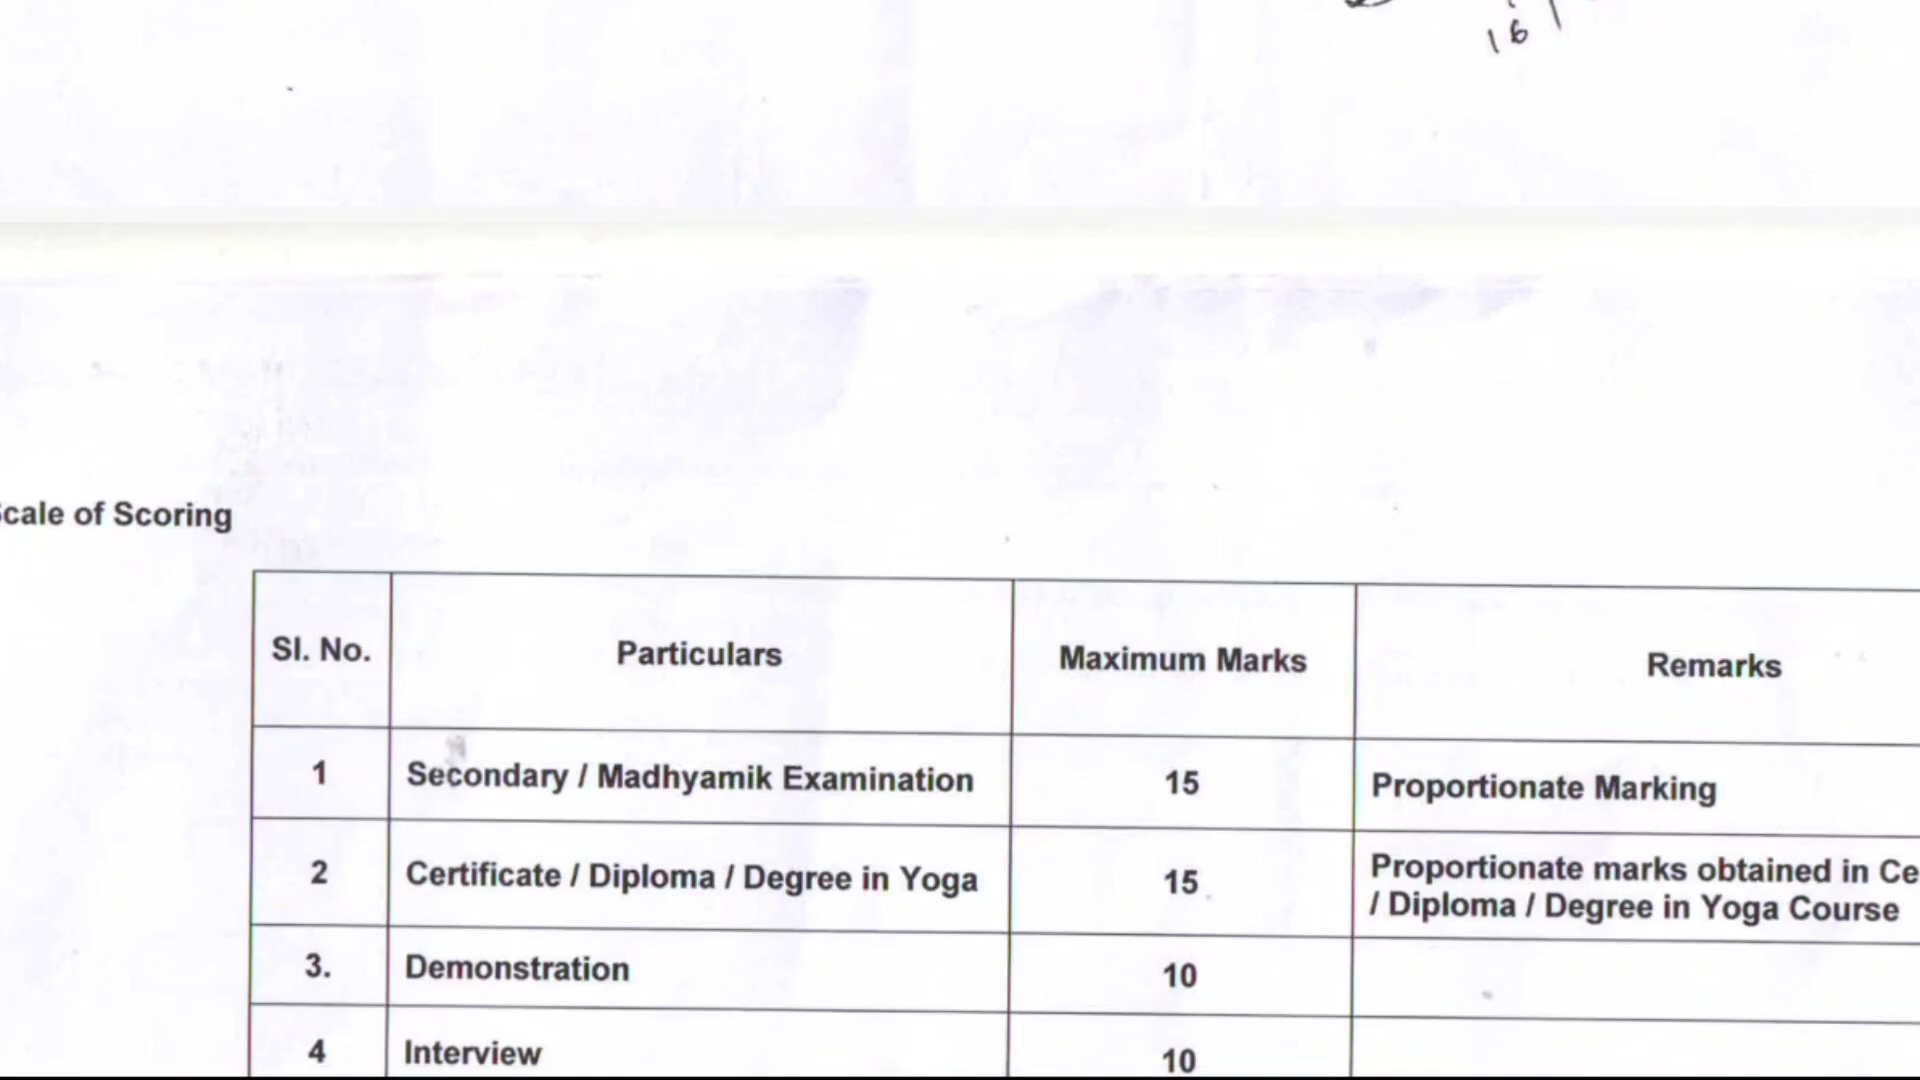 16
cale of Scoring
Sl. No. Particulars Maximum Marks Remarks
1 Secondary / Madhyamik Examination 15 Proportionate Marking
2 Certificate / Diploma / Degree in Yoga 15 Proportionate marks obtained in Ce
/ Diploma / Degree in Yoga Course
3. Demonstration 10
4 Interview 10